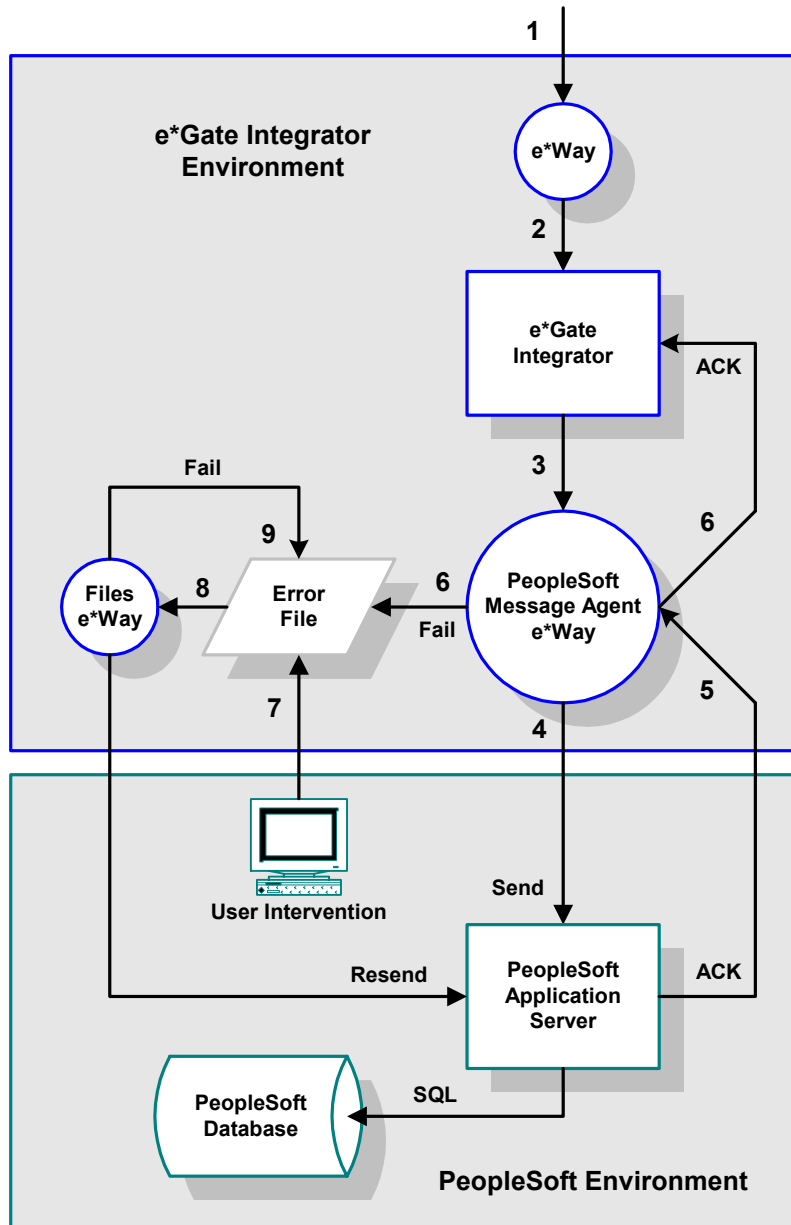 1
e*Gate Integrator
Environment
e*Way
2
e*Gate
Integrator
ACK
3
Fail
9
6
8
6
Files
e*Way
Error
File
PeopleSoft
Message Agent
e*Way
Fail
5
7
4
User Intervention
Send
Resend
PeopleSoft
Application
Server
ACK
SQL
PeopleSoft
Database
PeopleSoft Environment